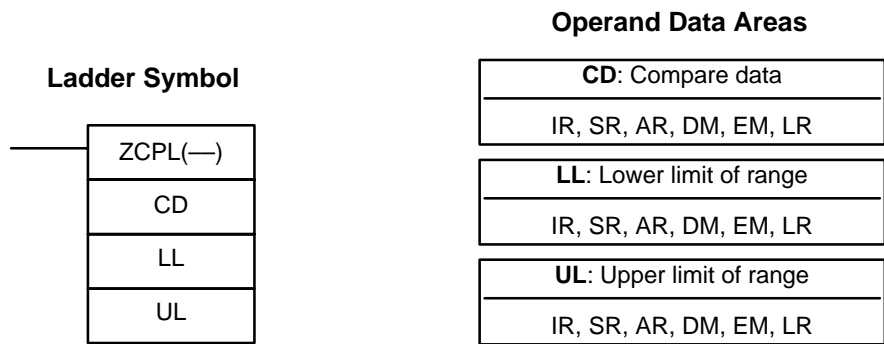 Ladder Symbol
ZCPL(––)
CD
LL
UL
Operand Data Areas
CD: Compare data
IR, SR, AR, DM, EM, LR
LL: Lower limit of range
IR, SR, AR, DM, EM, LR
UL: Upper limit of range
IR, SR, AR, DM, EM, LR